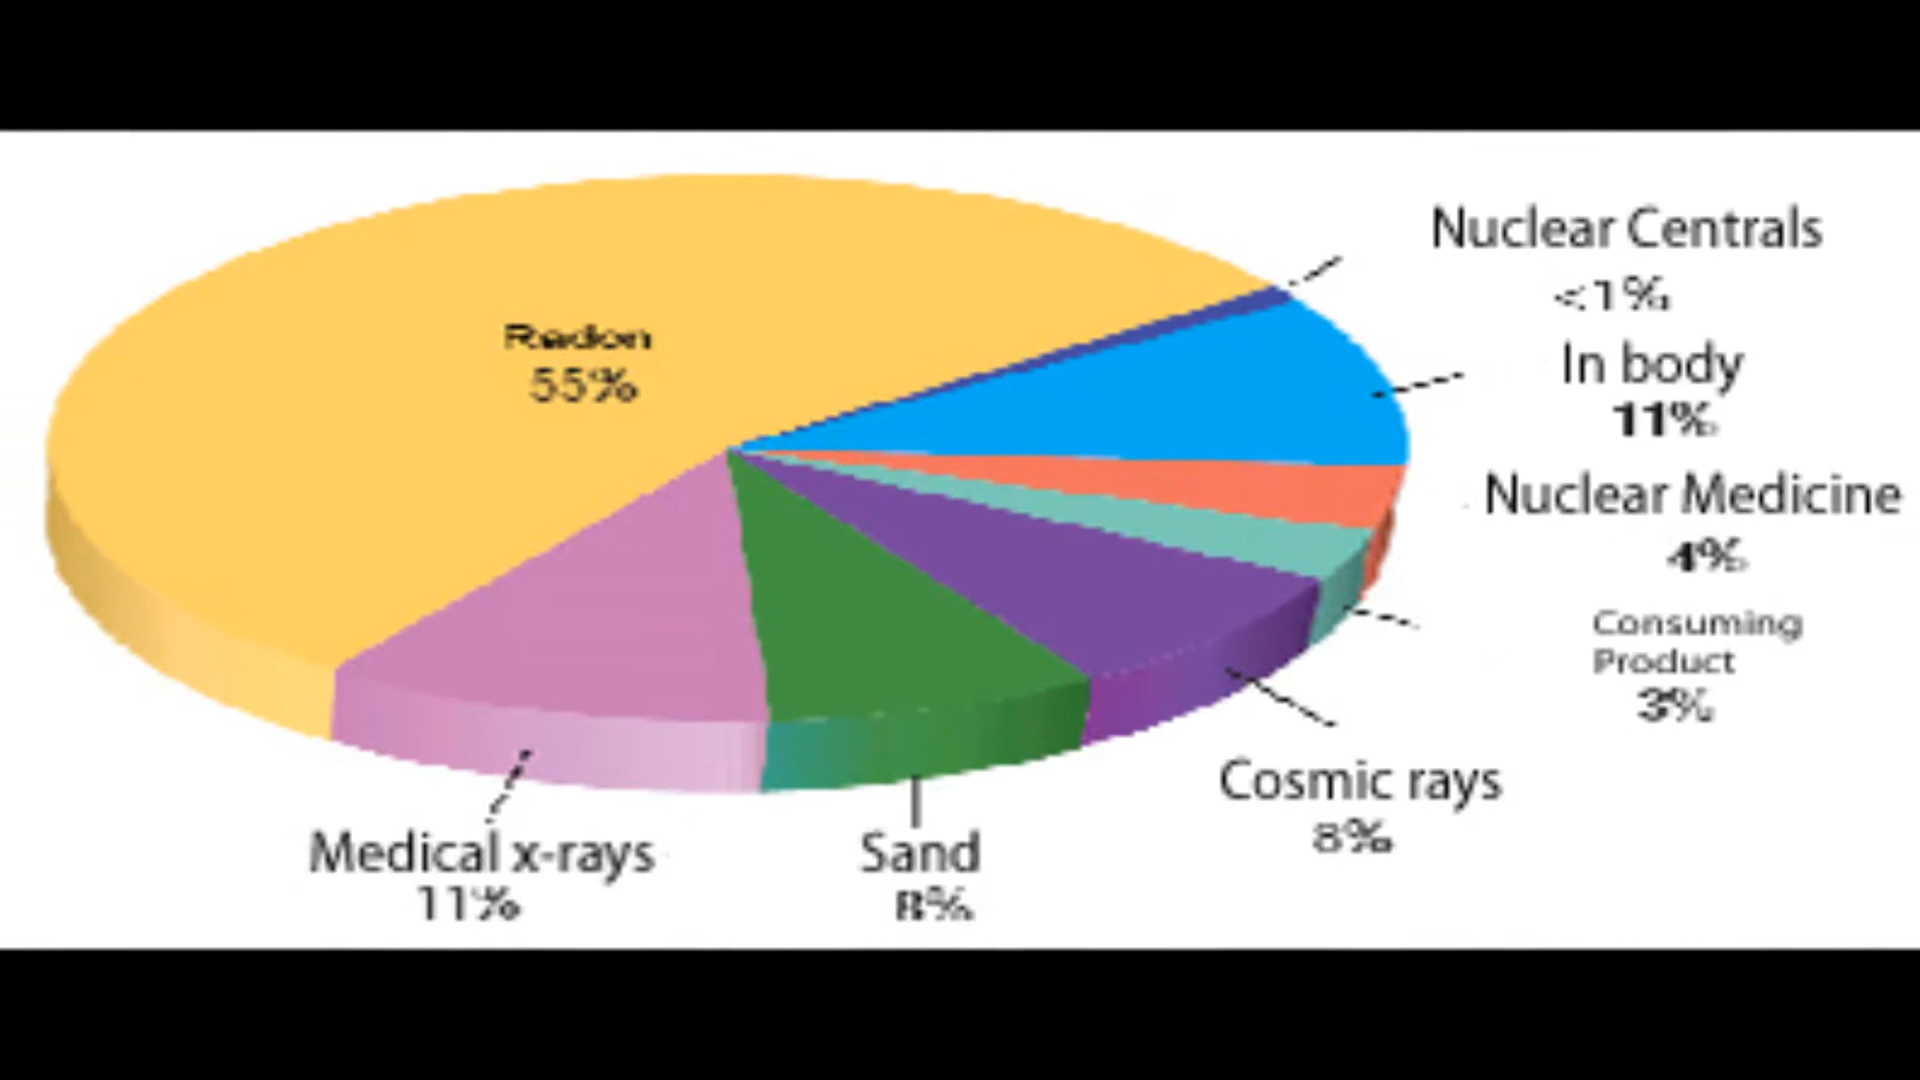 Radon
55%
Nuclear Centrals
<1%
In body
11%
Nuclear Medicine
4%
Consuming
Product
3%
Cosmic rays
8%
Sand
8%
Medical x-rays
11%